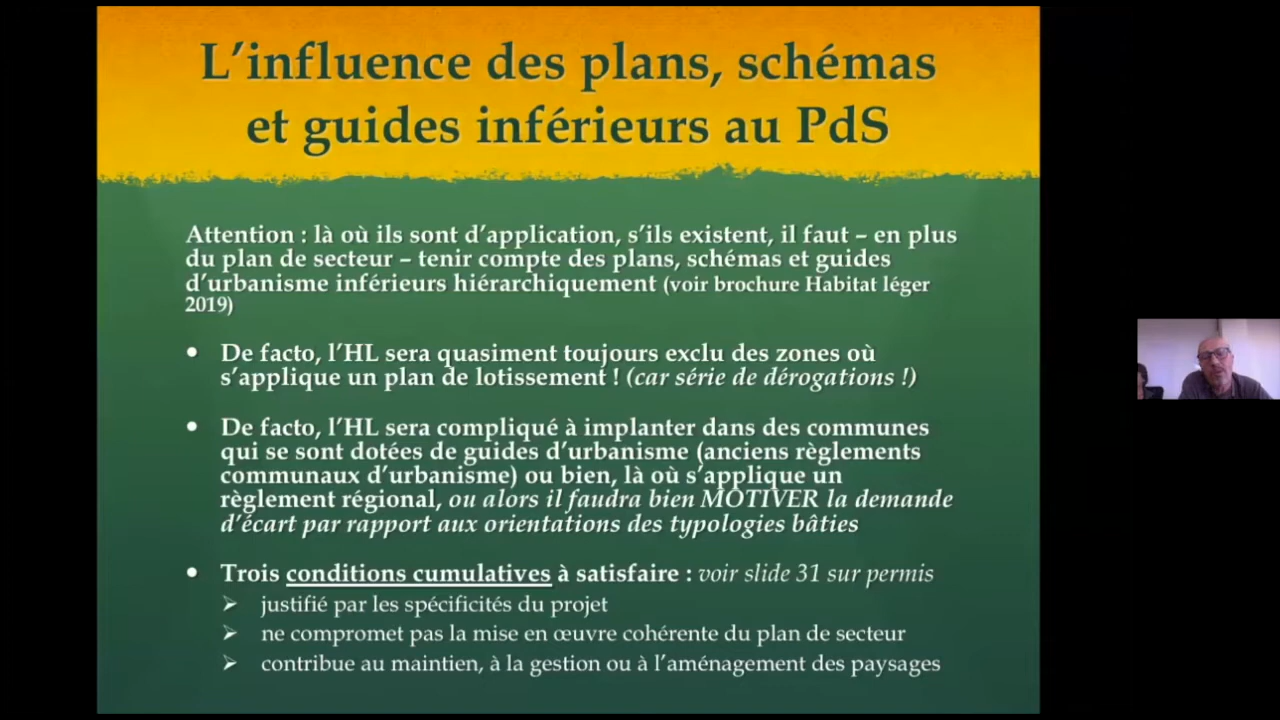 L'influence des plans, schémas
et guides inférieurs au PdS
Attention : là où ils sont d'application, s'ils existent, il faut – en plus
du plan de secteur – tenir compte des plans, schémas et guides
d'urbanisme inférieurs hiérarchiquement (voir brochure Habitat léger
2019)
• De facto, l'HL sera quasiment toujours exclu des zones où
s'applique un plan de lotissement ! (car série de dérogations !)
• De facto, l'HL sera compliqué à implanter dans des communes
qui se sont dotées de guides d'urbanisme (anciens règlements
communaux d'urbanisme) ou bien, là où s'applique un
règlement régional, ou alors il faudra bien MOTIVER la demande
d'écart par rapport aux orientations des typologies bâties
• Trois conditions cumulatives à satisfaire : voir slide 31 sur permis
➢ justifié par les spécificités du projet
➢ ne compromet pas la mise en œuvre cohérente du plan de secteur
➢ contribue au maintien, à la gestion ou à l'aménagement des paysages